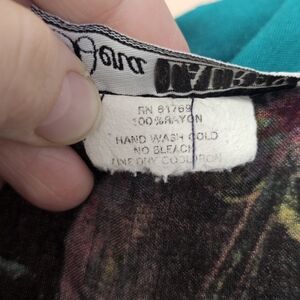 RN 61769
100% RAYON
HAND WASH COLD
NO BLEACH
LINE DRY COOL IRON